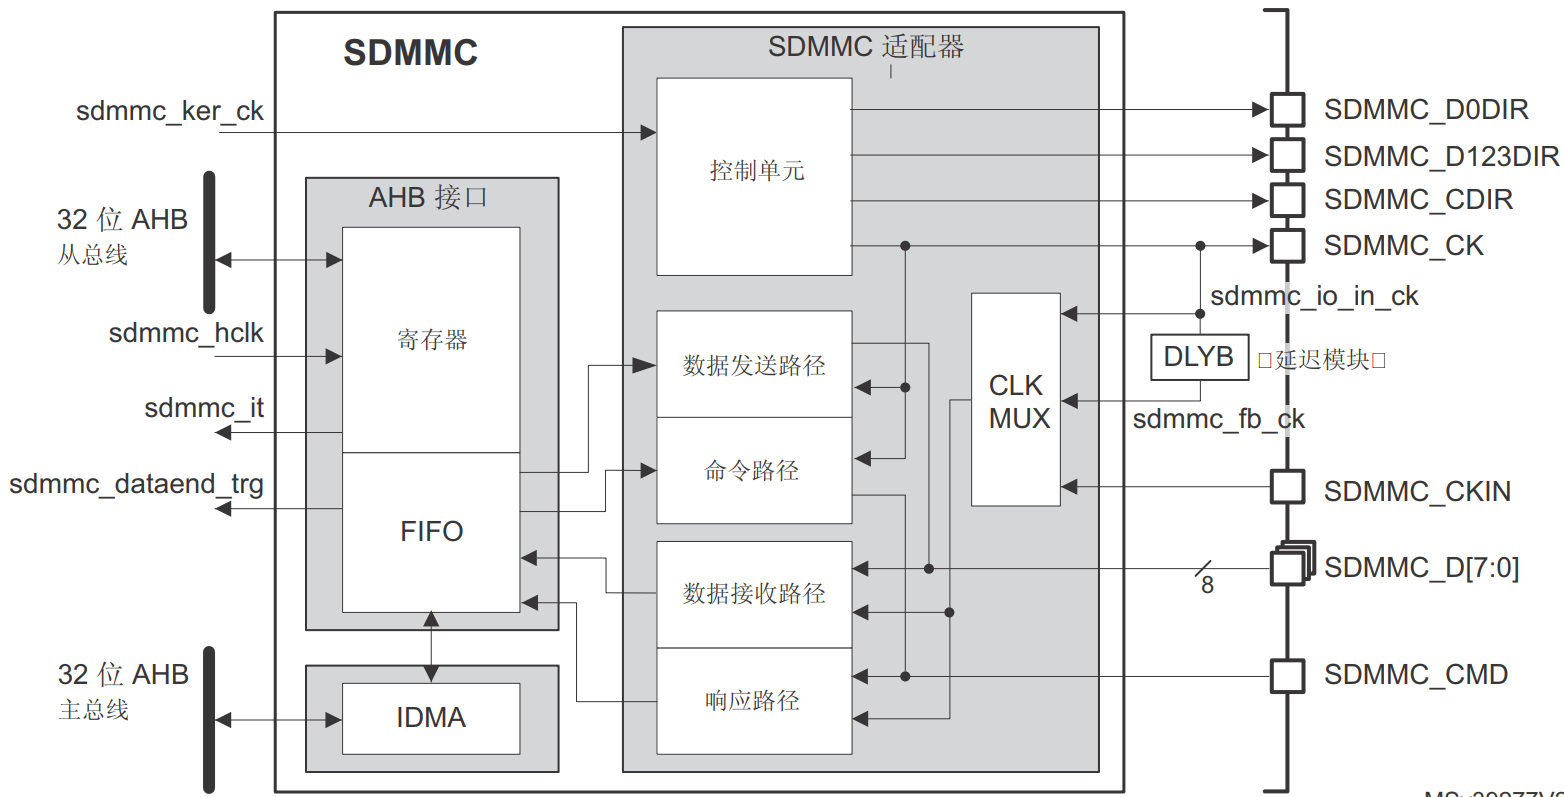 SDMMC
SDMMC 适配器
sdmmc_ker_ck
控制单元
SDMMC_D0DIR
SDMMC_D123DIR
SDMMC_CDIR
SDMMC_CK
AHB 接口
32 位 AHB
从总线
sdmmc_hclk
寄存器
sdmmc_it
sdmmc_dataend_trg
FIFO
数据发送路径
命令路径
数据接收路径
响应路径
CLK
MUX
sdmmc_io_in_ck
DLYB
延迟模块
sdmmc_fb_ck
SDMMC_CKIN
SDMMC_D[7:0]
8
SDMMC_CMD
32 位 AHB
主总线
IDMA